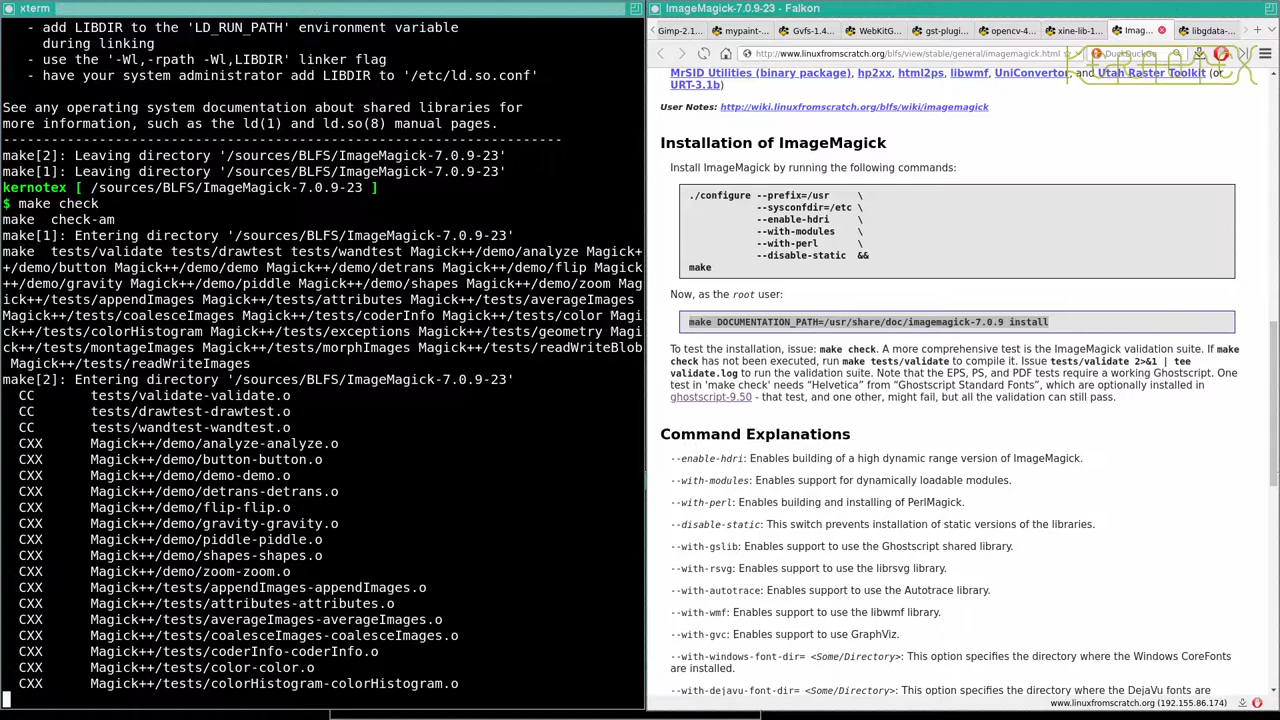 xterm
- add LIBDIR to the 'LD_RUN_PATH' environment variable
during linking
- use the '-Wl,-rpath -Wl,LIBDIR' linker flag
- have your system administrator add LIBDIR to '/etc/ld.so.conf'
See any operating system documentation about shared libraries for
more information, such as the ld(1) and ld.so(8) manual pages.
----------------------------------------------------------------------
make[2]: Leaving directory '/sources/BLFS/ImageMagick-7.0.9-23'
make[1]: Leaving directory '/sources/BLFS/ImageMagick-7.0.9-23'
kernotex [ /sources/BLFS/ImageMagick-7.0.9-23 ]
$ make check
make  check-am
make[1]: Entering directory '/sources/BLFS/ImageMagick-7.0.9-23'
make  tests/validate tests/drawtest tests/wandtest Magick++/demo/analyze Magick+
+/demo/button Magick++/demo/demo Magick++/demo/detrans Magick++/demo/flip Magick
++/demo/gravity Magick++/demo/piddle Magick++/demo/shapes Magick++/demo/zoom Mag
ick++/tests/appendImages Magick++/tests/attributes Magick++/tests/averageImages
Magick++/tests/coalesceImages Magick++/tests/coderInfo Magick++/tests/color Magi
ck++/tests/colorHistogram Magick++/tests/exceptions Magick++/tests/geometry Magi
ck++/tests/montageImages Magick++/tests/morphImages Magick++/tests/readWriteBlob
Magick++/tests/readWriteImages
make[2]: Entering directory '/sources/BLFS/ImageMagick-7.0.9-23'
CC tests/validate-validate.o
CC tests/drawtest-drawtest.o
CC tests/wandtest-wandtest.o
CXX Magick++/demo/analyze-analyze.o
CXX Magick++/demo/button-button.o
CXX Magick++/demo/demo-demo.o
CXX Magick++/demo/detrans-detrans.o
CXX Magick++/demo/flip-flip.o
CXX Magick++/demo/gravity-gravity.o
CXX Magick++/demo/piddle-piddle.o
CXX Magick++/demo/shapes-shapes.o
CXX Magick++/demo/zoom-zoom.o
CXX Magick++/tests/appendImages-appendImages.o
CXX Magick++/tests/attributes-attributes.o
CXX Magick++/tests/averageImages-averageImages.o
CXX Magick++/tests/coalesceImages-coalesceImages.o
CXX Magick++/tests/coderInfo-coderInfo.o
CXX Magick++/tests/color-color.o
CXX Magick++/tests/colorHistogram-colorHistogram.o
ImageMagick-7.0.9-23 - Falkon
Gimp-2.1... mypaint-... Gvfs-1.4... WebKitG... gst-plugi... opencv-4... xine-lib-1... Imag... libgdata-...
http://www.linuxfromscratch.org/blfs/view/stable/general/imagemagick.html DuckDuckGo
KERNOTEX
MrSID Utilities (binary package), hp2xx, html2ps, libwmf, UniConvertor, and Utah Raster Toolkit (or
URT-3.1b)
User Notes: http://wiki.linuxfromscratch.org/blfs/wiki/imagemagick
Installation of ImageMagick
Install ImageMagick by running the following commands:
./configure --prefix=/usr \
--sysconfdir=/etc \
--enable-hdri \
--with-modules \
--with-perl \
--disable-static &&
make
Now, as the root user:
make DOCUMENTATION_PATH=/usr/share/doc/imagemagick-7.0.9 install
To test the installation, issue: make check. A more comprehensive test is the ImageMagick validation suite. If make
check has not been executed, run make tests/validate to compile it. Issue tests/validate 2>&1 | tee
validate.log to run the validation suite. Note that the EPS, PS, and PDF tests require a working Ghostscript. One
test in 'make check' needs “Helvetica” from “Ghostscript Standard Fonts”, which are optionally installed in
ghostscript-9.50 - that test, and one other, might fail, but all the validation can still pass.
Command Explanations
--enable-hdri: Enables building of a high dynamic range version of ImageMagick.
--with-modules: Enables support for dynamically loadable modules.
--with-perl: Enables building and installing of PerlMagick.
--disable-static: This switch prevents installation of static versions of the libraries.
--with-gslib: Enables support to use the Ghostscript shared library.
--with-rsvg: Enables support to use the librsvg library.
--with-autotrace: Enables support to use the Autotrace library.
--with-wmf: Enables support to use the libwmf library.
--with-gvc: Enables support to use GraphViz.
--with-windows-font-dir= <Some/Directory>: This option specifies the directory where the Windows CoreFonts
are installed.
--with-dejavu-font-dir= <Some/Directory>: This option specifies the directory where the DejaVu fonts are
www.linuxfromscratch.org (192.155.86.174)